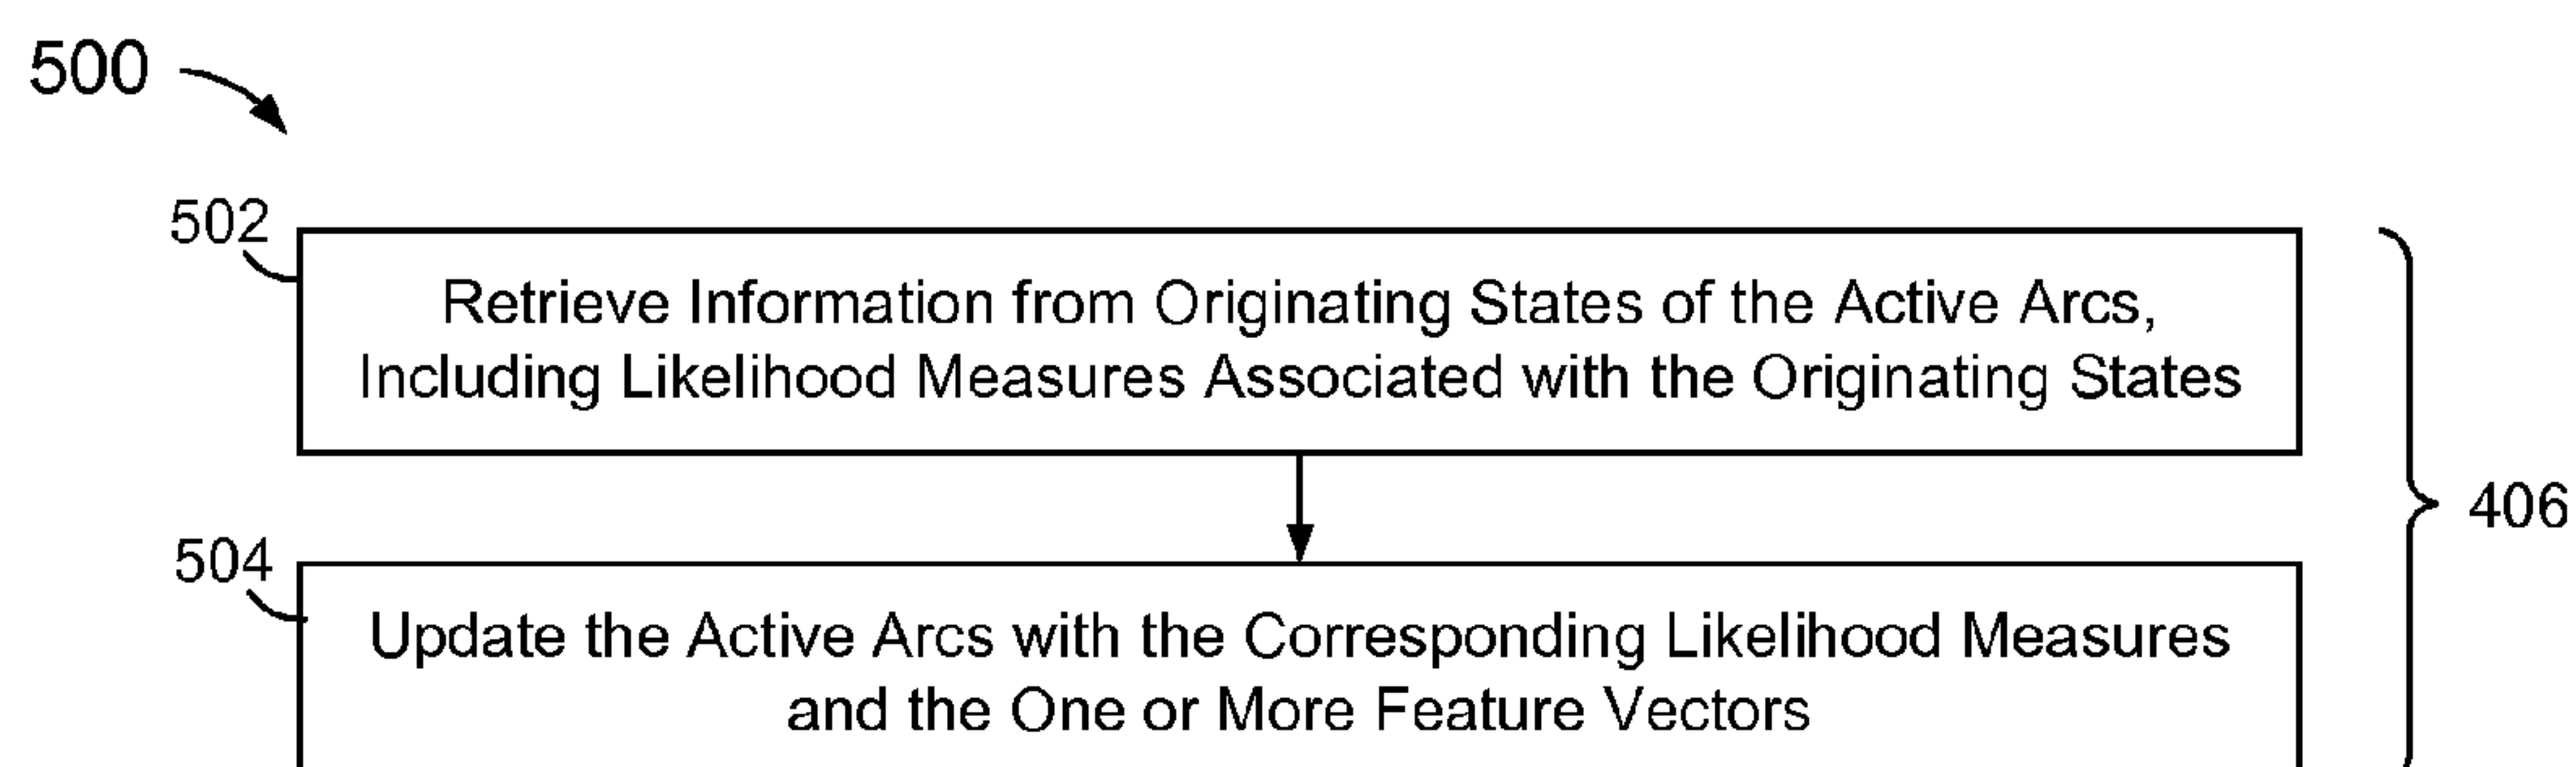 500
502
Retrieve Information from Originating States of the Active Arcs,
Including Likelihood Measures Associated with the Originating States
406
504
Update the Active Arcs with the Corresponding Likelihood Measures
and the One or More Feature Vectors